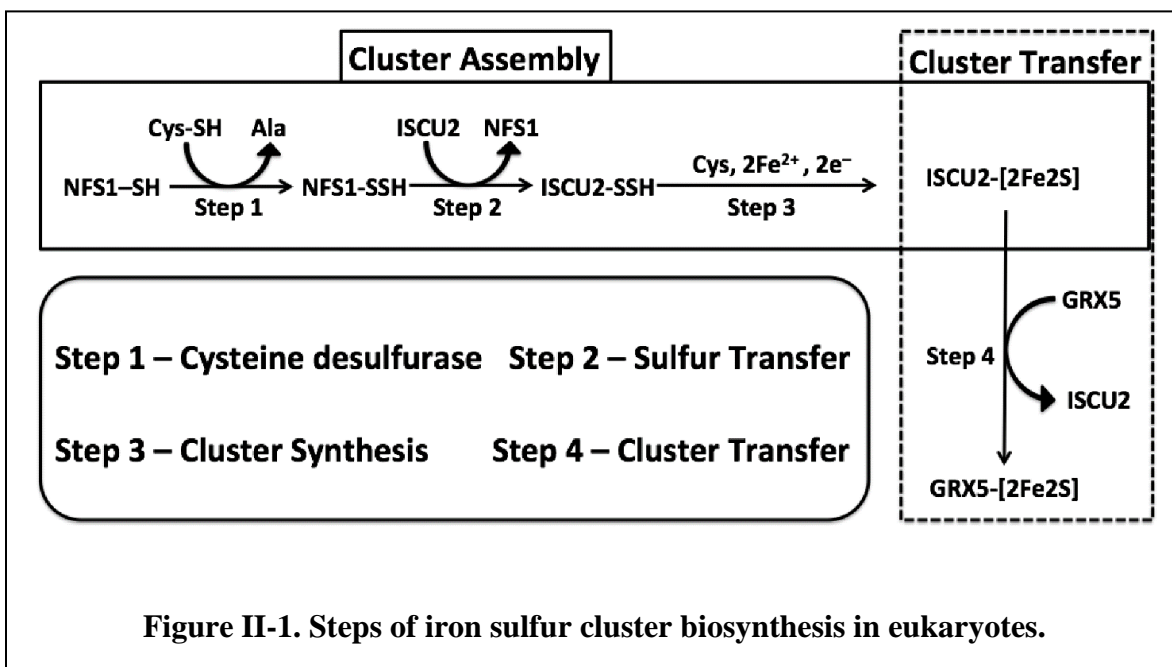 Cluster Assembly
Cluster Transfer
Cys-SH Ala ISCU2 NFS1
Cys, 2Fe²⁺, 2e⁻
NFS1–SH NFS1-SSH ISCU2-SSH ISCU2-[2Fe2S]
Step 1 Step 2 Step 3
GRX5
Step 4
ISCU2
GRX5-[2Fe2S]
Step 1 – Cysteine desulfurase Step 2 – Sulfur Transfer
Step 3 – Cluster Synthesis Step 4 – Cluster Transfer
Figure II-1. Steps of iron sulfur cluster biosynthesis in eukaryotes.